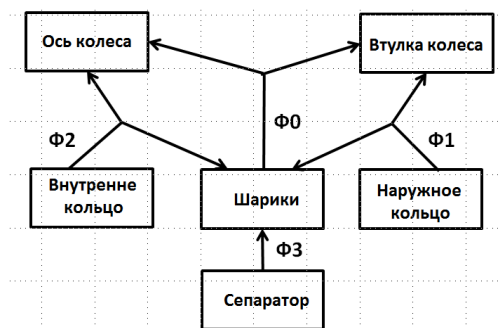 Ось колеса
Втулка колеса
Ф0
Ф2
Ф1
Внутренне
кольцо
Шарики
Наружное
кольцо
Ф3
Сепаратор